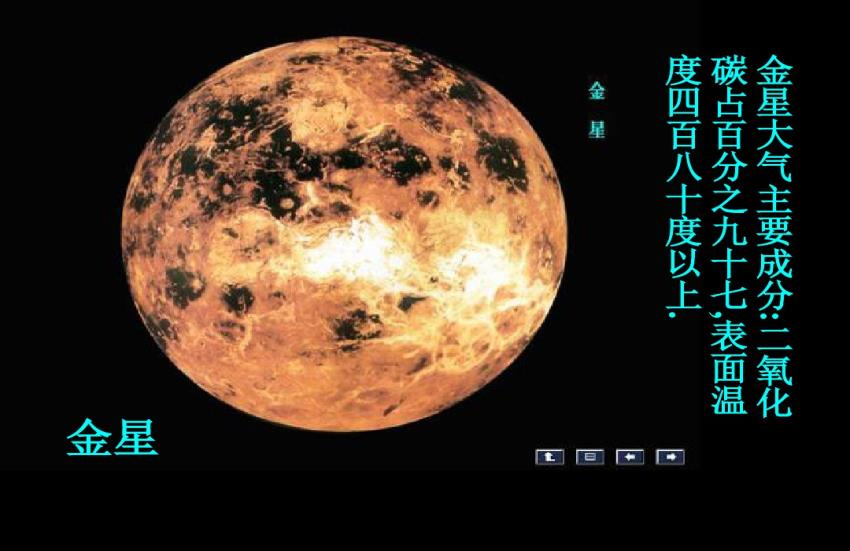 金星大气主要成分:二氧化
碳占百分之九十七,表面温
度四百八十度以上.
金星
金星